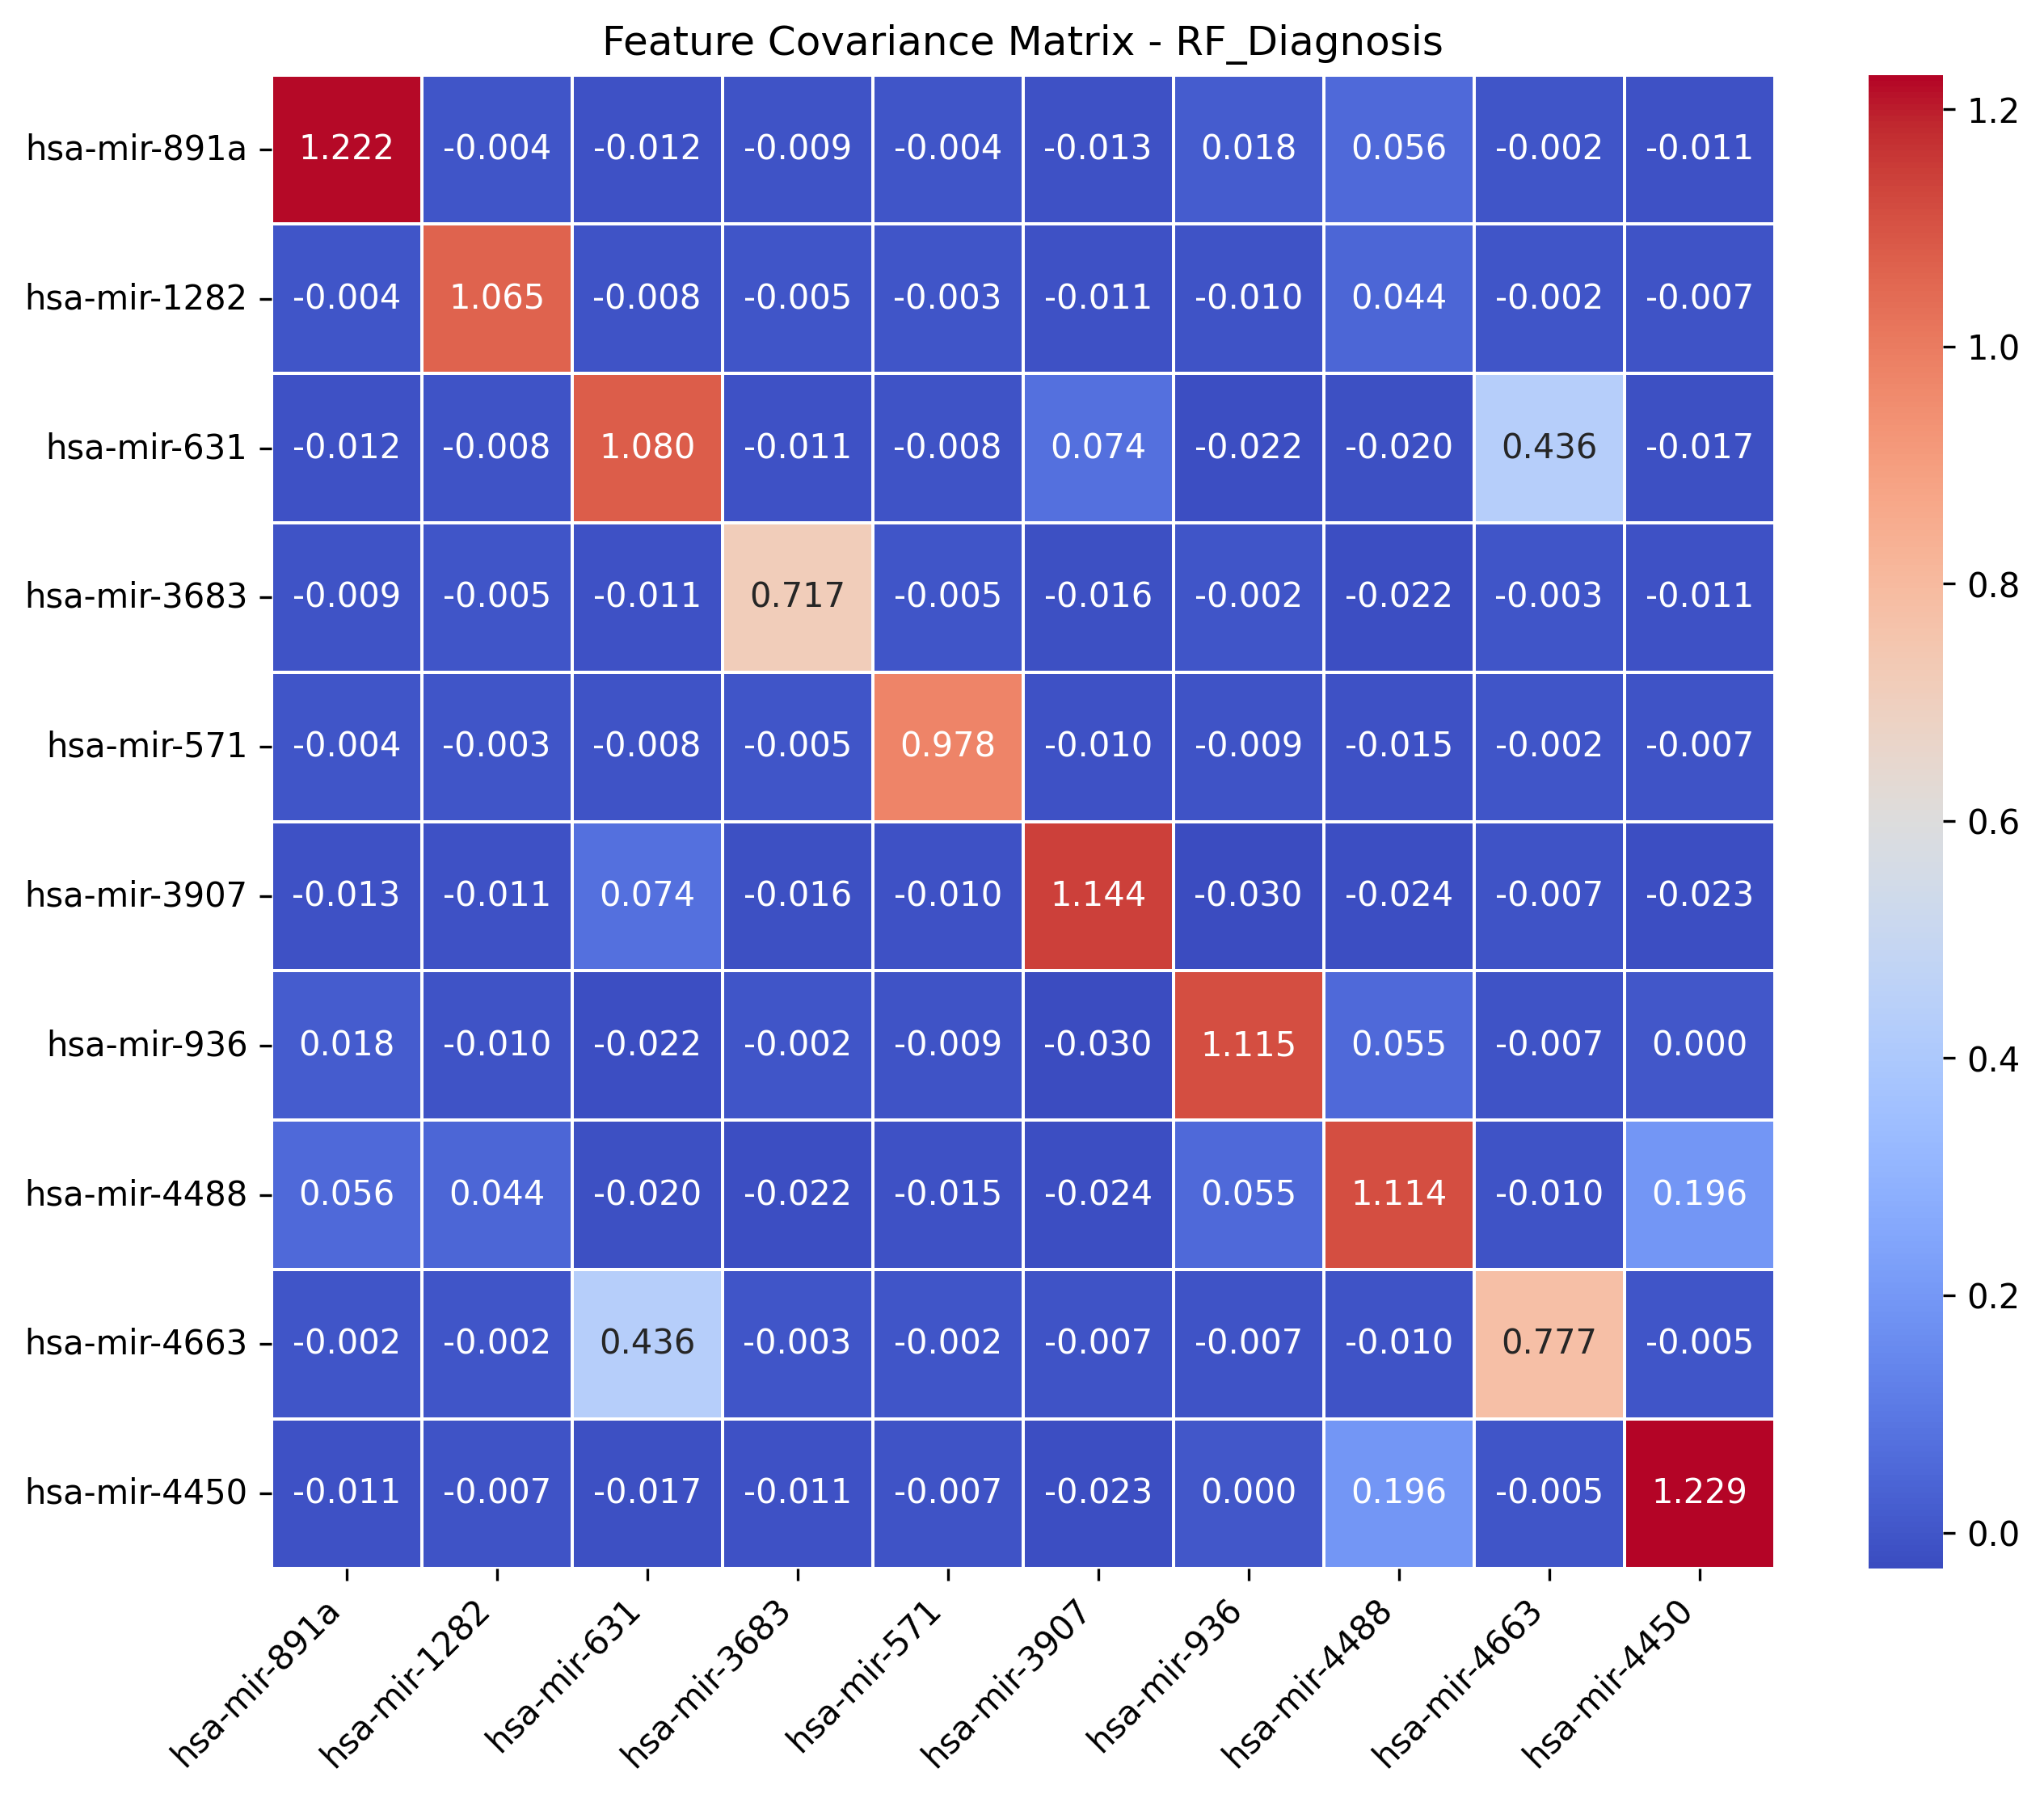 Feature Covariance Matrix - RF_Diagnosis
hsa-mir-891a 1.222 -0.004 -0.012 -0.009 -0.004 -0.013 0.018 0.056 -0.002 -0.011
hsa-mir-1282 -0.004 1.065 -0.008 -0.005 -0.003 -0.011 -0.010 0.044 -0.002 -0.007
hsa-mir-631 -0.012 -0.008 1.080 -0.011 -0.008 0.074 -0.022 -0.020 0.436 -0.017
hsa-mir-3683 -0.009 -0.005 -0.011 0.717 -0.005 -0.016 -0.002 -0.022 -0.003 -0.011
hsa-mir-571 -0.004 -0.003 -0.008 -0.005 0.978 -0.010 -0.009 -0.015 -0.002 -0.007
hsa-mir-3907 -0.013 -0.011 0.074 -0.016 -0.010 1.144 -0.030 -0.024 -0.007 -0.023
hsa-mir-936 0.018 -0.010 -0.022 -0.002 -0.009 -0.030 1.115 0.055 -0.007 0.000
hsa-mir-4488 0.056 0.044 -0.020 -0.022 -0.015 -0.024 0.055 1.114 -0.010 0.196
hsa-mir-4663 -0.002 -0.002 0.436 -0.003 -0.002 -0.007 -0.007 -0.010 0.777 -0.005
hsa-mir-4450 -0.011 -0.007 -0.017 -0.011 -0.007 -0.023 0.000 0.196 -0.005 1.229
hsa-mir-891a hsa-mir-1282 hsa-mir-631 hsa-mir-3683 hsa-mir-571 hsa-mir-3907 hsa-mir-936 hsa-mir-4488 hsa-mir-4663 hsa-mir-4450
1.2
1.0
0.8
0.6
0.4
0.2
0.0